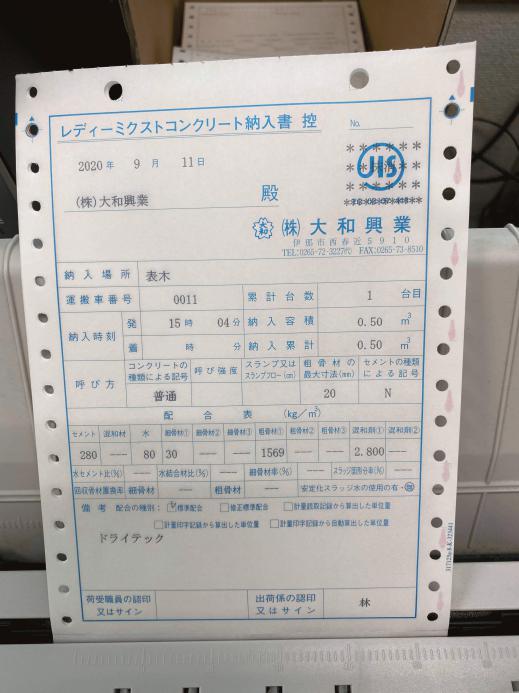 レディーミクストコンクリート納入書 控
No.
2020 年 9 月 11 日
(株)大和興業 殿
JIS
(株) 大和興業
伊那市西春近5910
TEL:0265-72-3227㈹ FAX:0265-73-8510
納入場所 表木
運搬車番号 0011 累計台数 1 台目
納入時刻 発 15 時 04 分 納入容積 0.50 m³
着 時 分 納入累計 0.50 m³
呼び方 コンクリートの種類による記号 呼び強度 スランプ又はスランプフロー(cm) 粗骨材の最大寸法(mm) セメントの種類による記号
普通 20 N
配合表 (kg/m³)
セメント 混和材 水 細骨材① 細骨材② 細骨材③ 粗骨材① 粗骨材② 粗骨材③ 混和剤① 混和剤②
280 --- 80 30 --- --- 1569 --- --- 2.800 ---
水セメント比(%) --- 水結合材比(%) --- 細骨材率(%) --- スラッジ固形分率(%) ---
回収骨材置換率 細骨材 --- 粗骨材 --- 安定化スラッジ水の使用の有・無
備考 配合の種別: 標準配合 修正標準配合 計量読取記録から算出した単位量
計量印字記録から算出した単位量 計量印字記録から自動算出した単位量
ドライテック
荷受職員の認印又はサイン 出荷係の認印又はサイン 林